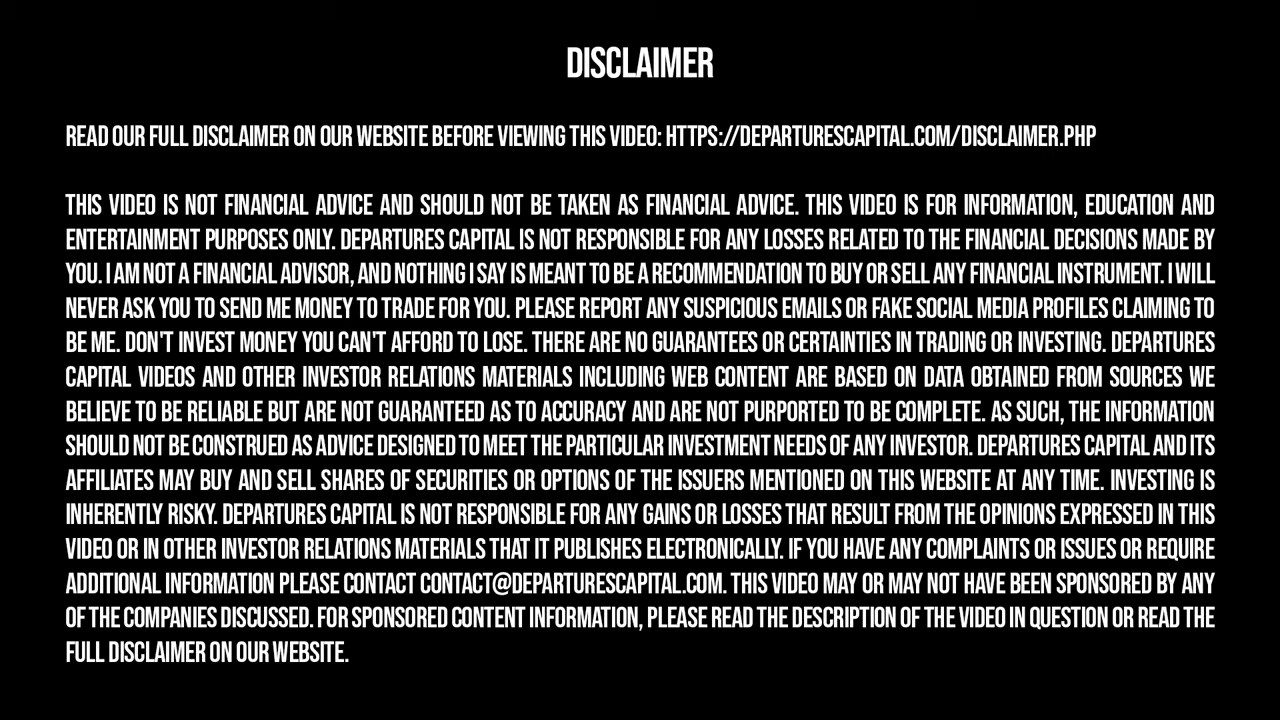 DISCLAIMER
READ OUR FULL DISCLAIMER ON OUR WEBSITE BEFORE VIEWING THIS VIDEO: HTTPS://DEPARTURESCAPITAL.COM/DISCLAIMER.PHP
THIS VIDEO IS NOT FINANCIAL ADVICE AND SHOULD NOT BE TAKEN AS FINANCIAL ADVICE. THIS VIDEO IS FOR INFORMATION, EDUCATION AND
ENTERTAINMENT PURPOSES ONLY. DEPARTURES CAPITAL IS NOT RESPONSIBLE FOR ANY LOSSES RELATED TO THE FINANCIAL DECISIONS MADE BY
YOU. I AM NOT A FINANCIAL ADVISOR, AND NOTHING I SAY IS MEANT TO BE A RECOMMENDATION TO BUY OR SELL ANY FINANCIAL INSTRUMENT. I WILL
NEVER ASK YOU TO SEND ME MONEY TO TRADE FOR YOU. PLEASE REPORT ANY SUSPICIOUS EMAILS OR FAKE SOCIAL MEDIA PROFILES CLAIMING TO
BE ME. DON'T INVEST MONEY YOU CAN'T AFFORD TO LOSE. THERE ARE NO GUARANTEES OR CERTAINTIES IN TRADING OR INVESTING. DEPARTURES
CAPITAL VIDEOS AND OTHER INVESTOR RELATIONS MATERIALS INCLUDING WEB CONTENT ARE BASED ON DATA OBTAINED FROM SOURCES WE
BELIEVE TO BE RELIABLE BUT ARE NOT GUARANTEED AS TO ACCURACY AND ARE NOT PURPORTED TO BE COMPLETE. AS SUCH, THE INFORMATION
SHOULD NOT BE CONSTRUED AS ADVICE DESIGNED TO MEET THE PARTICULAR INVESTMENT NEEDS OF ANY INVESTOR. DEPARTURES CAPITAL AND ITS
AFFILIATES MAY BUY AND SELL SHARES OF SECURITIES OR OPTIONS OF THE ISSUERS MENTIONED ON THIS WEBSITE AT ANY TIME. INVESTING IS
INHERENTLY RISKY. DEPARTURES CAPITAL IS NOT RESPONSIBLE FOR ANY GAINS OR LOSSES THAT RESULT FROM THE OPINIONS EXPRESSED IN THIS
VIDEO OR IN OTHER INVESTOR RELATIONS MATERIALS THAT IT PUBLISHES ELECTRONICALLY. IF YOU HAVE ANY COMPLAINTS OR ISSUES OR REQUIRE
ADDITIONAL INFORMATION PLEASE CONTACT CONTACT@DEPARTURESCAPITAL.COM. THIS VIDEO MAY OR MAY NOT HAVE BEEN SPONSORED BY ANY
OF THE COMPANIES DISCUSSED. FOR SPONSORED CONTENT INFORMATION, PLEASE READ THE DESCRIPTION OF THE VIDEO IN QUESTION OR READ THE
FULL DISCLAIMER ON OUR WEBSITE.